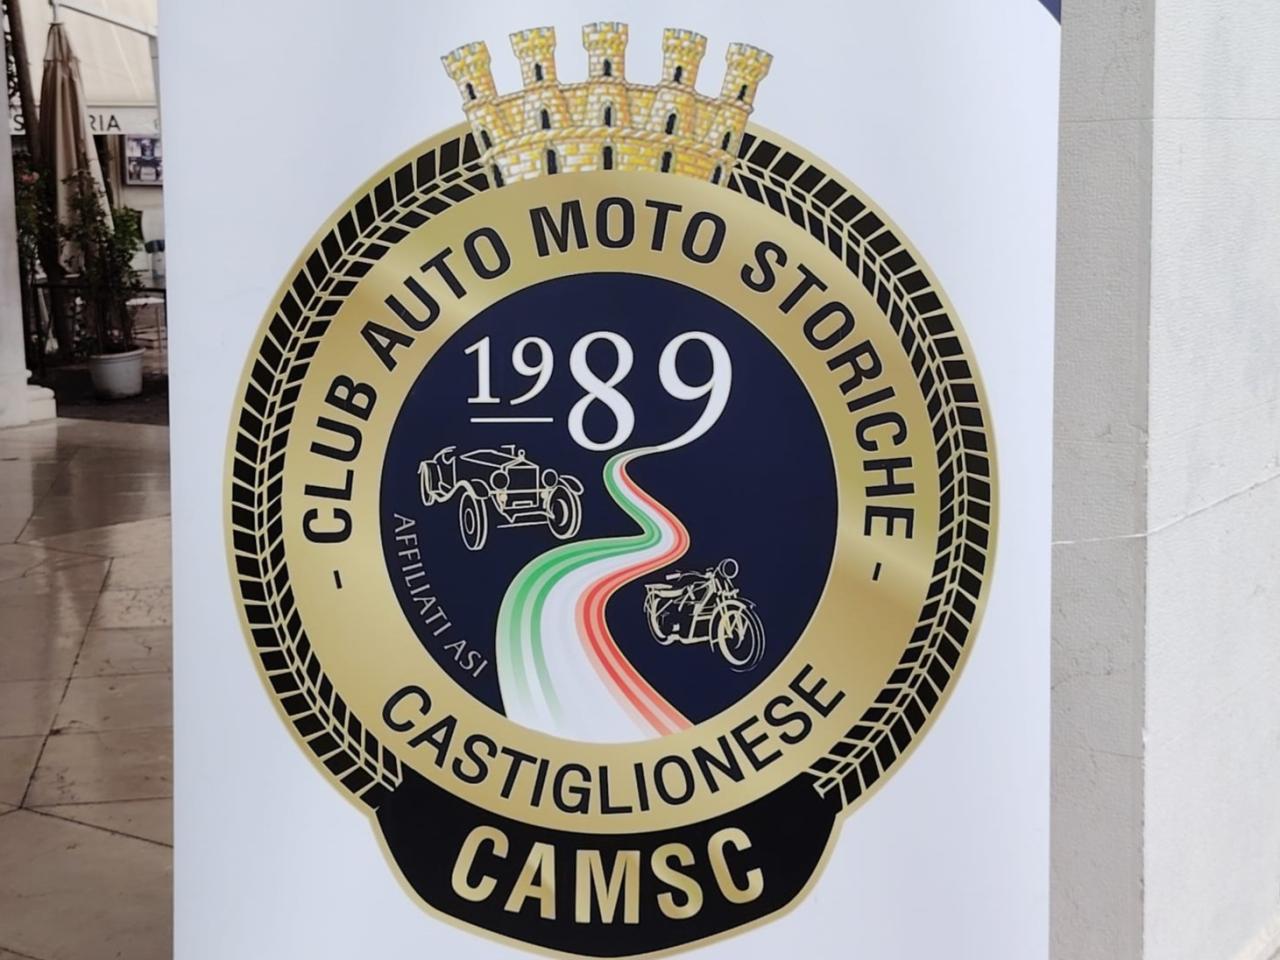 - CLUB AUTO MOTO STORICHE -
1989
AFFILIATI ASI
CASTIGLIONESE
CAMSC